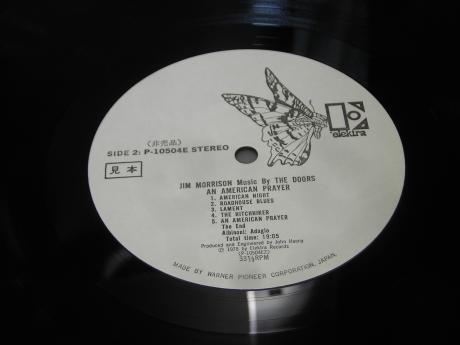 (非売品)
SIDE 2: P-10504E STEREO
見本
elektra
JIM MORRISON Music By THE DOORS
AN AMERICAN PRAYER
1. AMERICAN NIGHT
2. ROADHOUSE BLUES
3. LAMENT
4. THE HITCHHIKER
5. AN AMERICAN PRAYER
The End
Albinoni: Adagio
Total time: 19:05
Produced and Engineered by John Haeny
Ⓟ 1978 by Elektra Records
(P-10504E2)
33⅓RPM
MADE BY WARNER PIONEER CORPORATION, JAPAN.